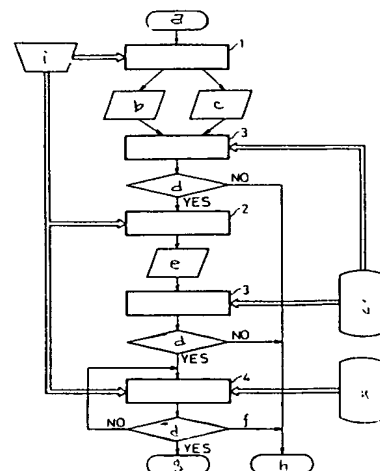 a
1
i
b
c
3
d
NO
YES
2
e
3
j
d
NO
YES
4
NO
d
f
YES
g
h